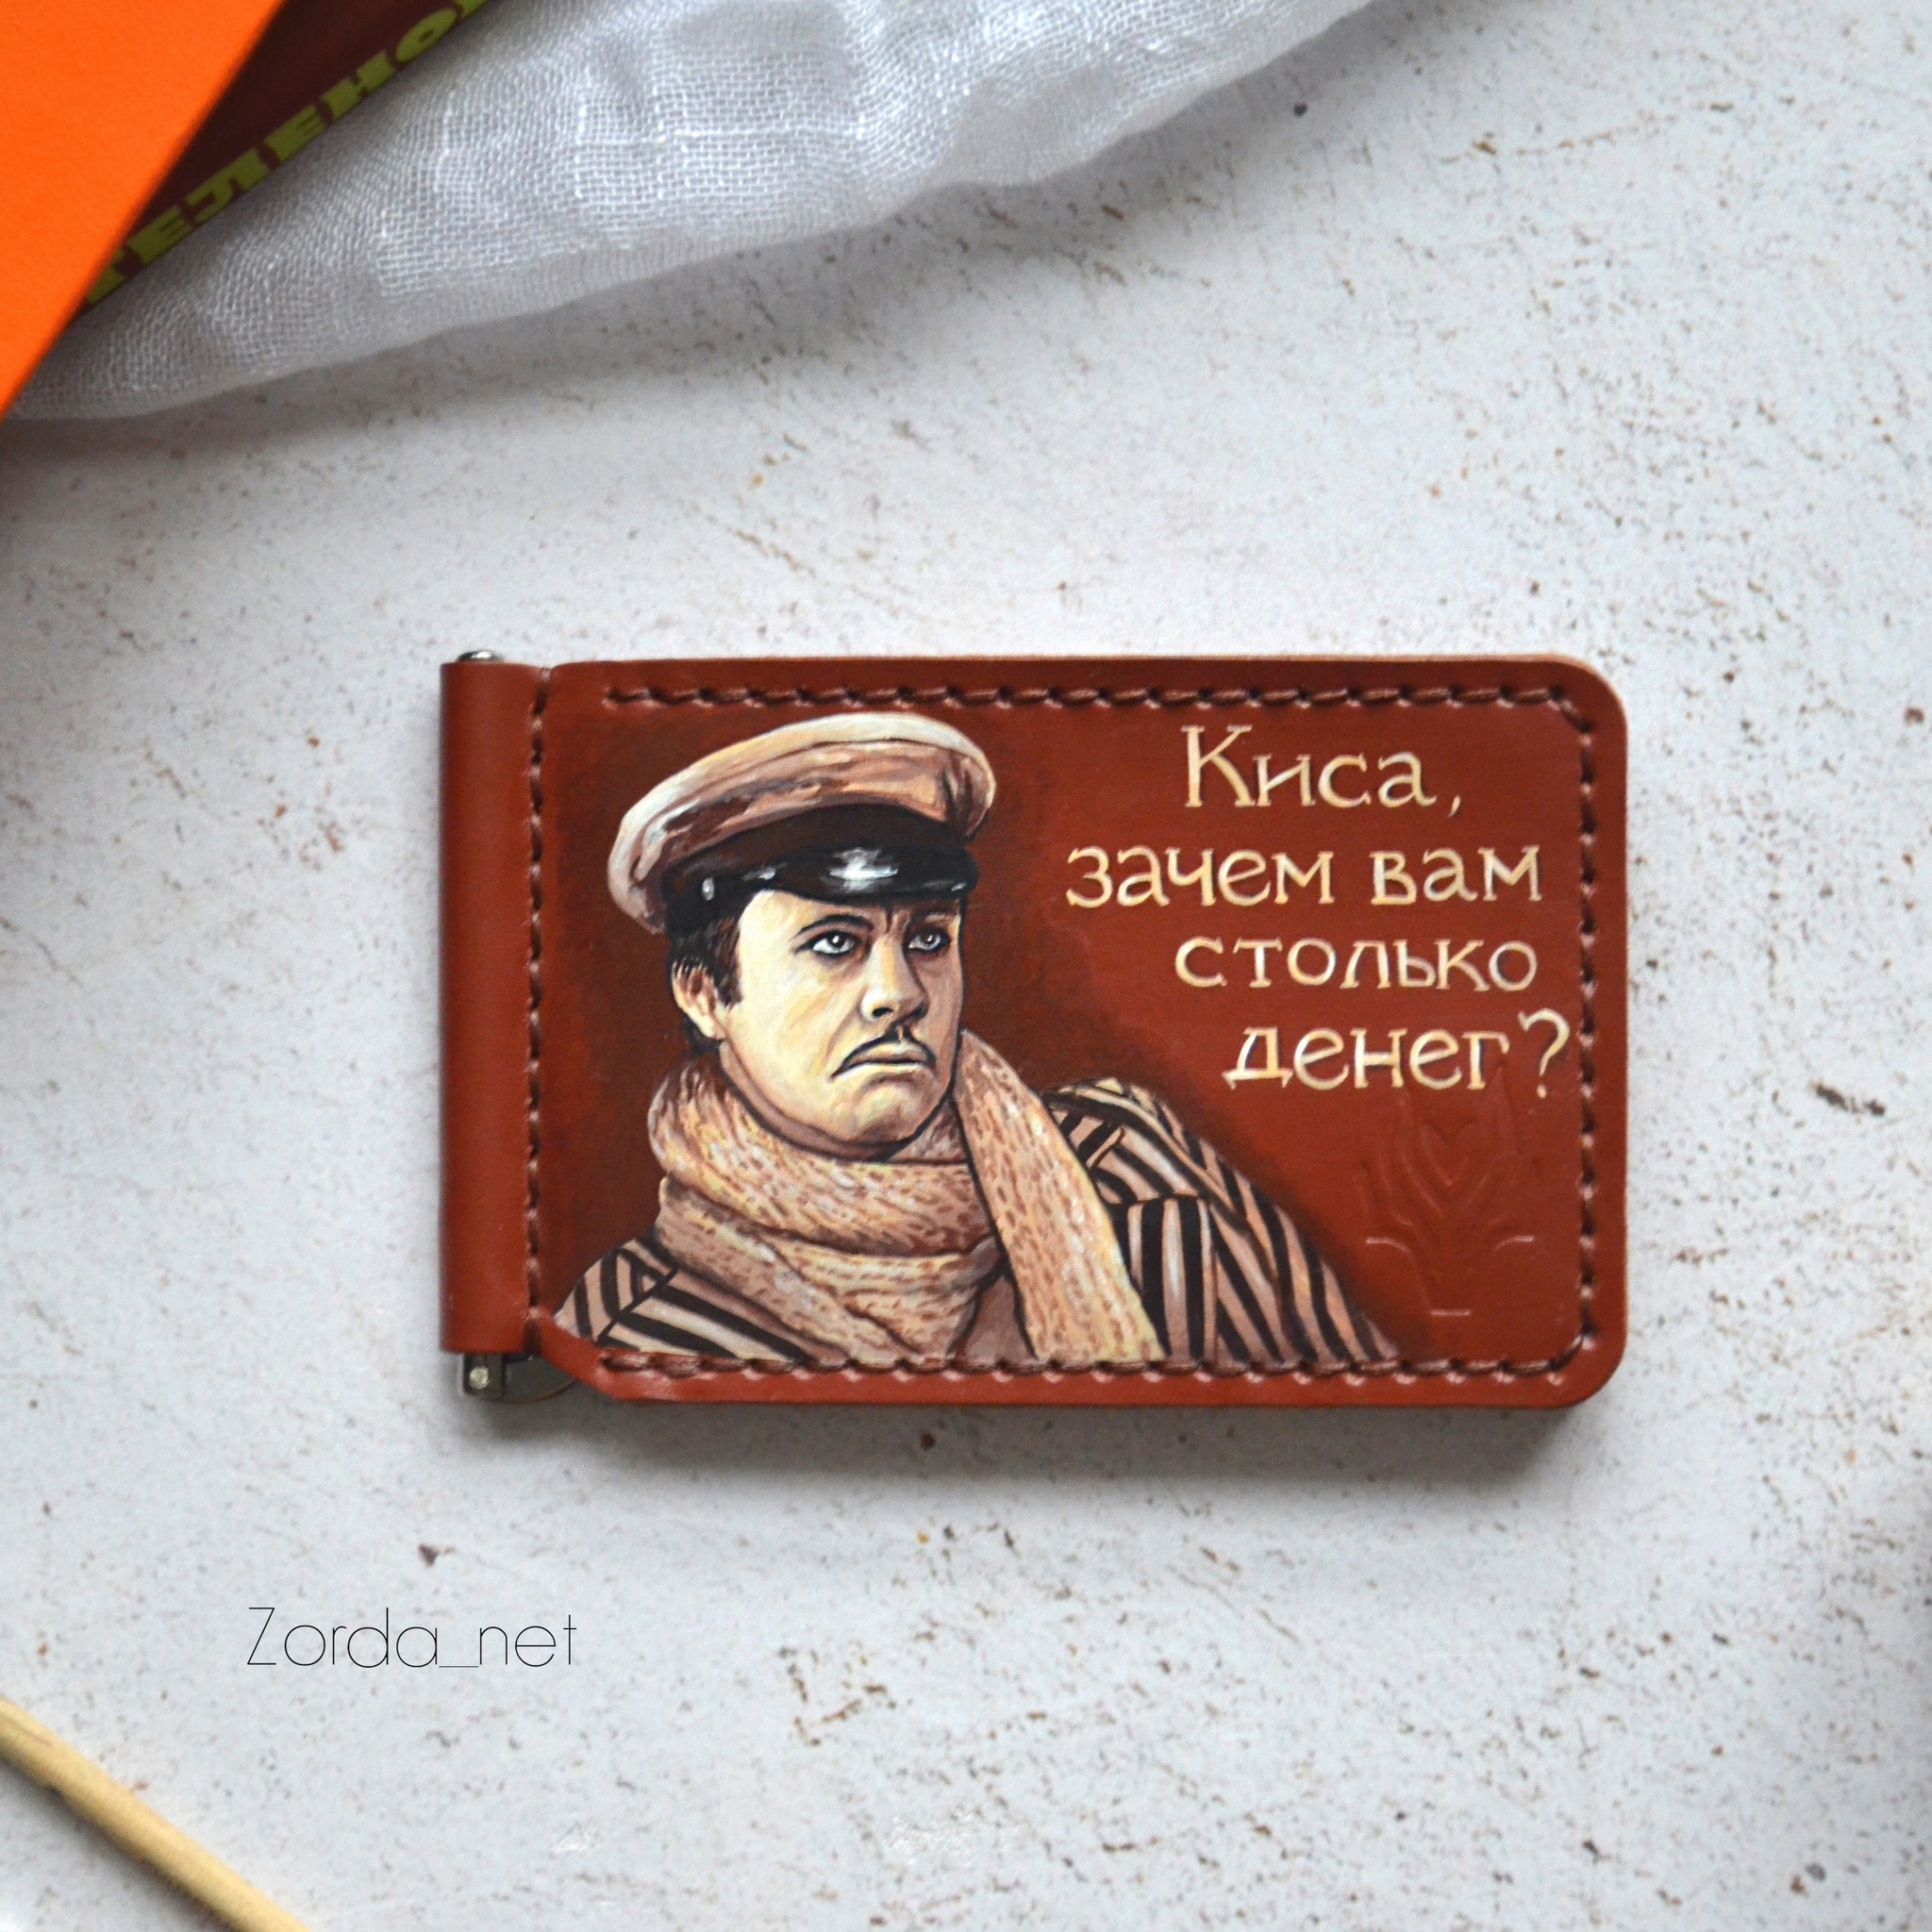 Киса,
зачем вам
столько
денег?
Zorda_net